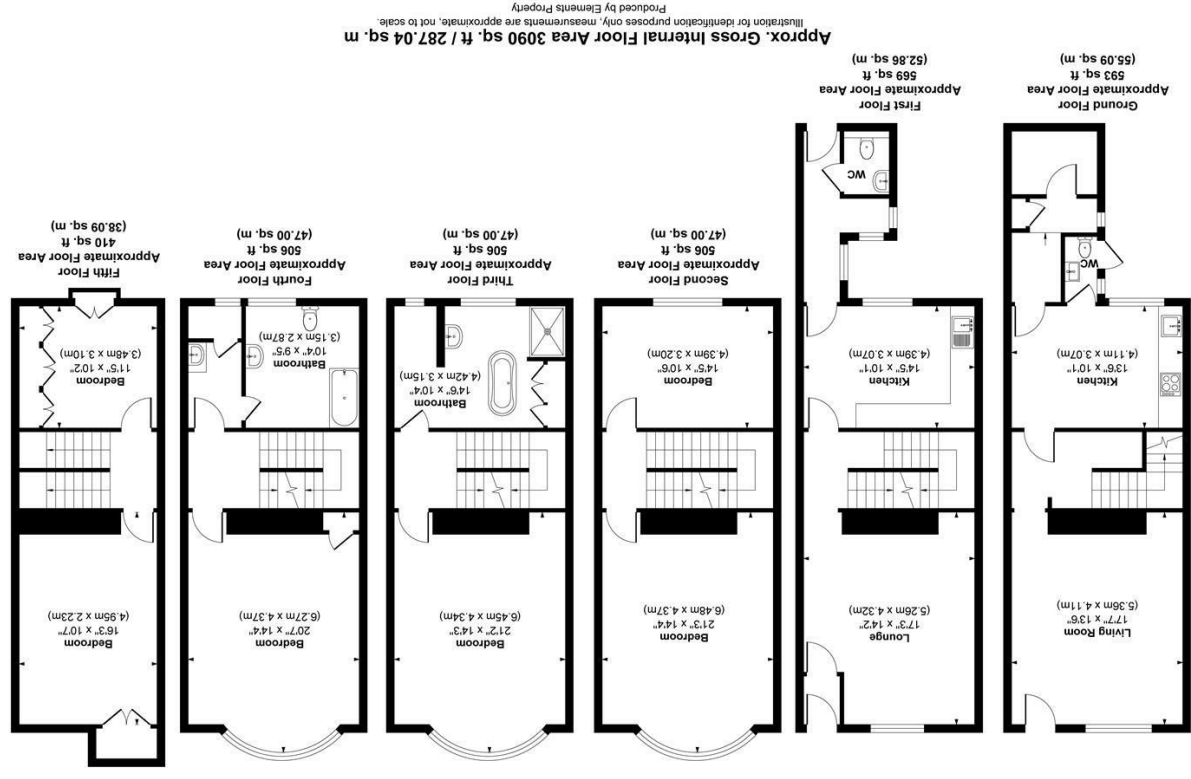 Living Room
17'7" x 13'6"
(5.36m x 4.11m)
Kitchen
13'6" x 10'1"
(4.11m x 3.07m)
WC
Ground Floor
Approximate Floor Area
593 sq. ft
(55.09 sq. m)
Lounge
17'3" x 14'2"
(5.26m x 4.32m)
Kitchen
14'5" x 10'1"
(4.39m x 3.07m)
WC
First Floor
Approximate Floor Area
569 sq. ft
(52.86 sq. m)
Bedroom
21'3" x 14'4"
(6.48m x 4.37m)
Bedroom
14'5" x 10'6"
(4.39m x 3.20m)
Second Floor
Approximate Floor Area
506 sq. ft
(47.00 sq. m)
Bedroom
21'2" x 14'3"
(6.45m x 4.34m)
Bathroom
14'6" x 10'4"
(4.42m x 3.15m)
Third Floor
Approximate Floor Area
506 sq. ft
(47.00 sq. m)
Bedroom
20'7" x 14'4"
(6.27m x 4.37m)
Bathroom
10'4" x 9'5"
(3.15m x 2.87m)
Fourth Floor
Approximate Floor Area
506 sq. ft
(47.00 sq. m)
Bedroom
16'3" x 10'7"
(4.95m x 2.23m)
Bedroom
11'5" x 10'2"
(3.48m x 3.10m)
Fifth Floor
Approximate Floor Area
410 sq. ft
(38.09 sq. m)
Approx. Gross Internal Floor Area 3090 sq. ft / 287.04 sq. m
Illustration for identification purposes only, measurements are approximate, not to scale.
Produced by Elements Property